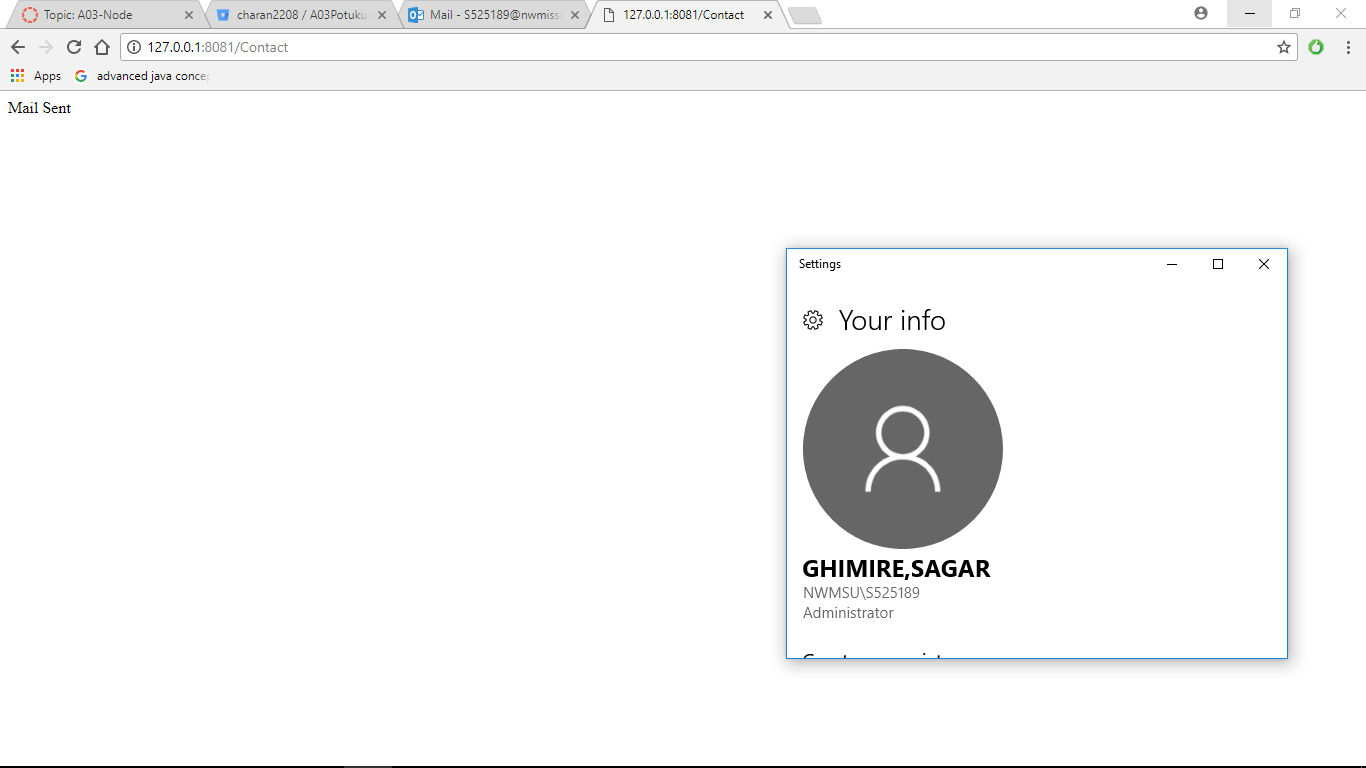 Topic: A03-Node
charan2208 / A03Potuku
Mail - S525189@nwmiss
127.0.0.1:8081/Contact
127.0.0.1:8081/Contact
Apps
advanced java conce
Mail Sent
Settings
Your info
GHIMIRE,SAGAR
NWMSU\S525189
Administrator